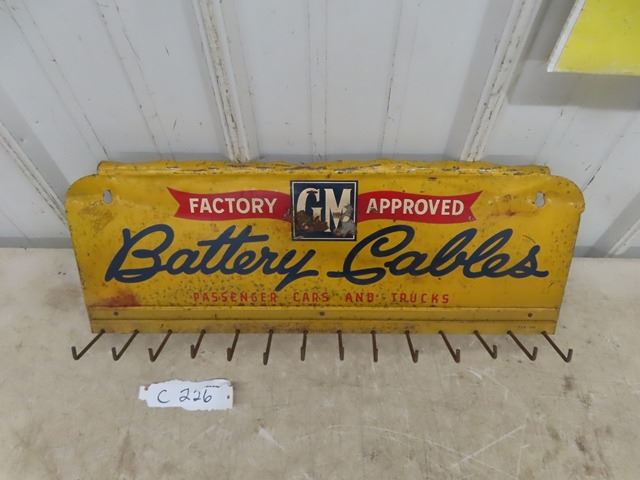 FACTORY GM APPROVED
Battery Cables
PASSENGER CARS AND TRUCKS
C 226